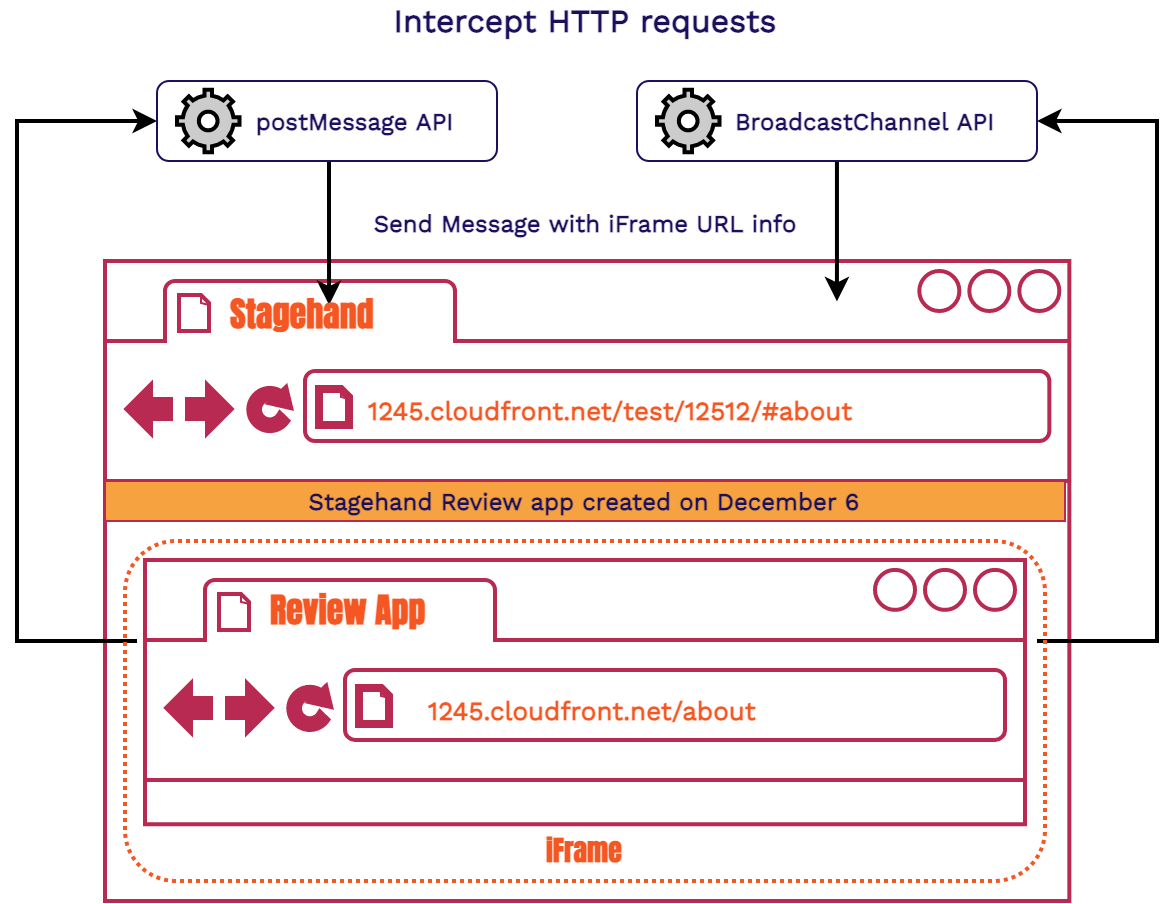 Intercept HTTP requests
postMessage API
BroadcastChannel API
Send Message with iFrame URL info
Stagehand
1245.cloudfront.net/test/12512/#about
Stagehand Review app created on December 6
Review App
1245.cloudfront.net/about
iFrame